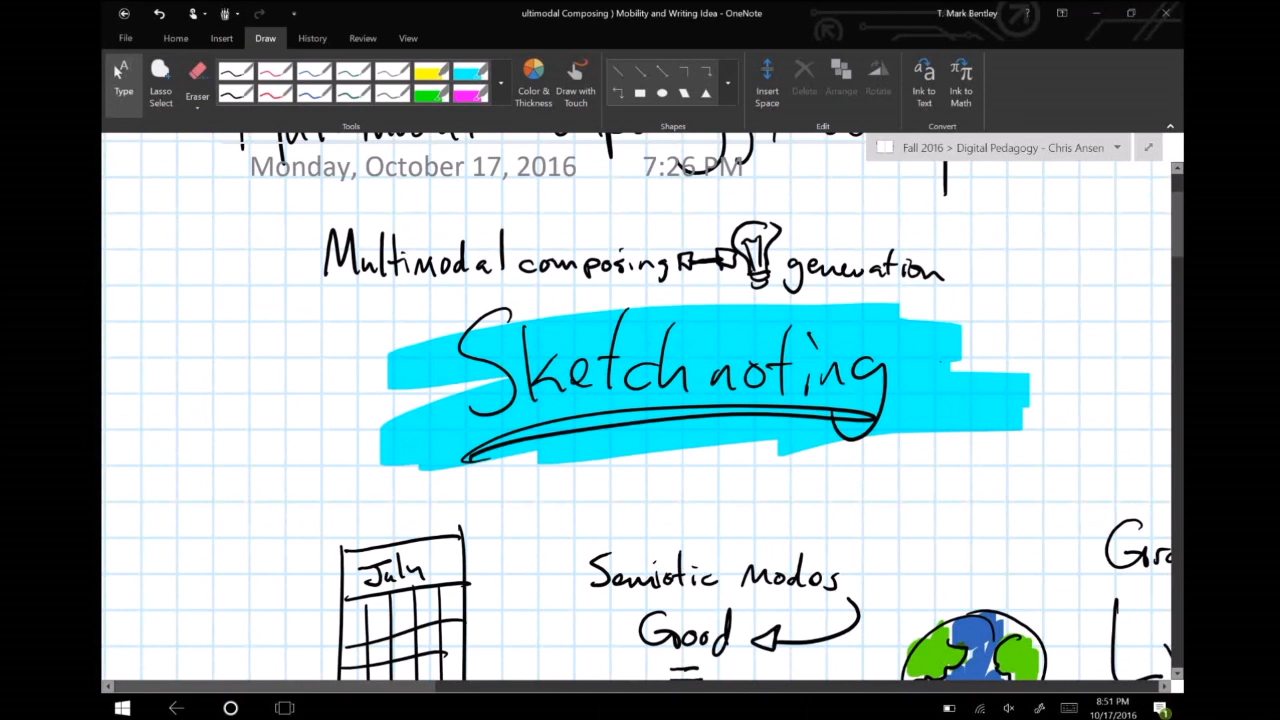 ultimodal Composing ) Mobility and Writing Idea - OneNote
T. Mark Bentley
?
File Home Insert Draw History Review View
Type
Lasso Select
Eraser
Color & Thickness
Draw with Touch
Insert Space
Delete
Arrange
Rotate
Ink to Text
Ink to Math
Tools Shapes Edit Convert
Fall 2016 > Digital Pedagogy - Chris Ansen
Monday, October 17, 2016 7:26 PM
Multimodal composing generation
Sketchnoting
July
Semiotic Modes
Good
8:51 PM
10/17/2016
1